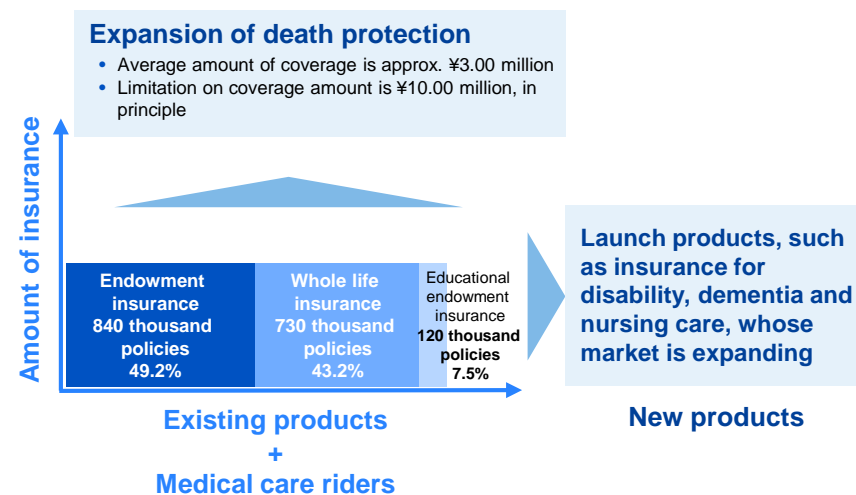 Expansion of death protection
• Average amount of coverage is approx. ¥3.00 million
• Limitation on coverage amount is ¥10.00 million, in
principle
Amount of insurance
Endowment
insurance
840 thousand
policies
49.2%
Whole life
insurance
730 thousand
policies
43.2%
Educational
endowment
insurance
120 thousand
policies
7.5%
Launch products, such
as insurance for
disability, dementia and
nursing care, whose
market is expanding
Existing products
+
Medical care riders
New products